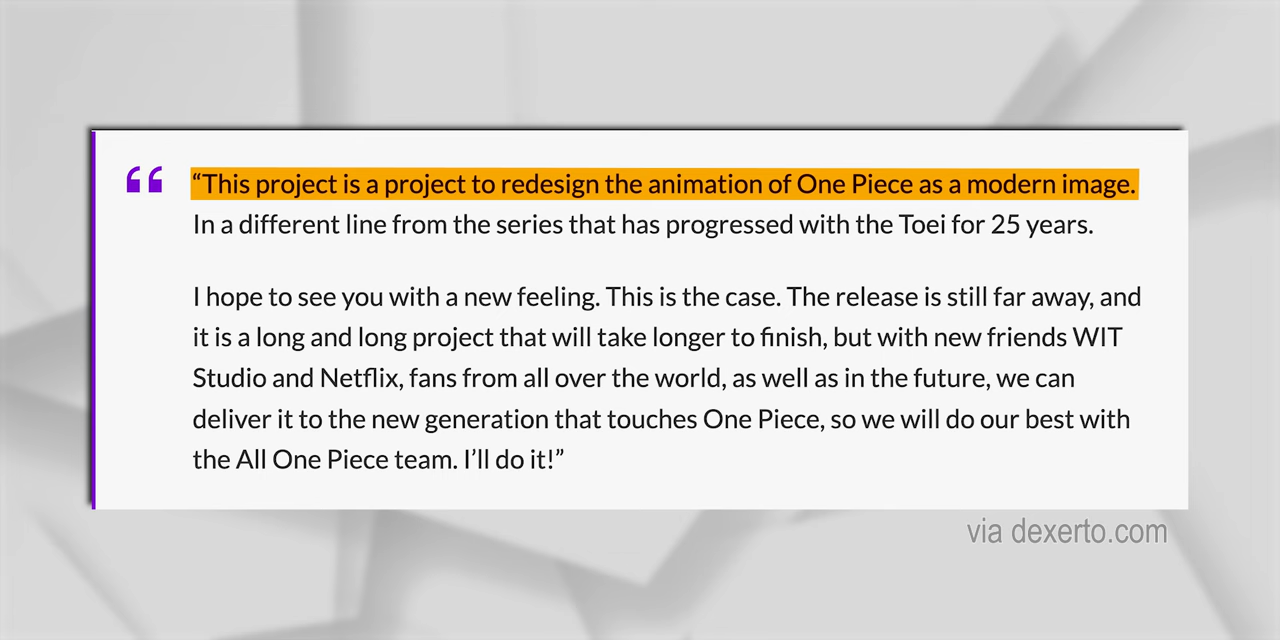 “This project is a project to redesign the animation of One Piece as a modern image.
In a different line from the series that has progressed with the Toei for 25 years.
I hope to see you with a new feeling. This is the case. The release is still far away, and
it is a long and long project that will take longer to finish, but with new friends WIT
Studio and Netflix, fans from all over the world, as well as in the future, we can
deliver it to the new generation that touches One Piece, so we will do our best with
the All One Piece team. I’ll do it!”
via dexerto.com